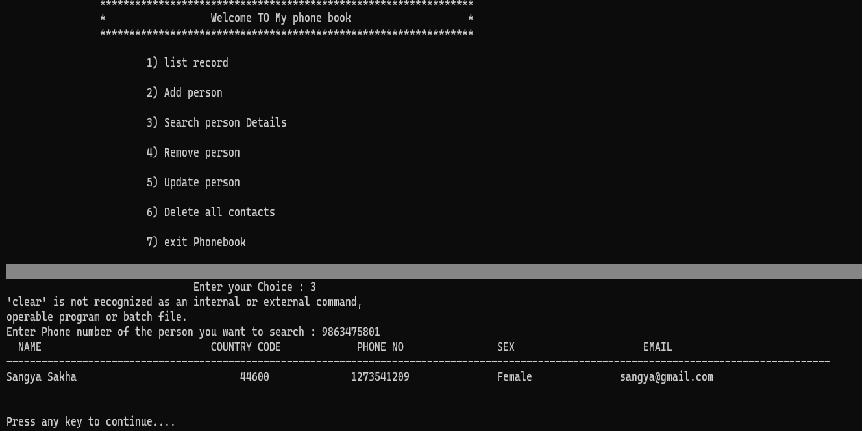 ****************************************************************
* Welcome TO My phone book *
****************************************************************
1) list record
2) Add person
3) Search person Details
4) Remove person
5) Update person
6) Delete all contacts
7) exit Phonebook
Enter your Choice : 3
'clear' is not recognized as an internal or external command,
operable program or batch file.
Enter Phone number of the person you want to search : 9863475801
NAME COUNTRY CODE PHONE NO SEX EMAIL
Sangya Sakha 44600 1273541209 Female sangya@gmail.com
Press any key to continue....